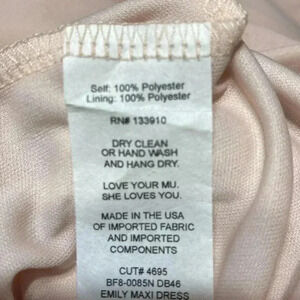 Self: 100% Polyester
Lining: 100% Polyester
RN# 133910
DRY CLEAN
OR HAND WASH
AND HANG DRY.
LOVE YOUR MU.
SHE LOVES YOU.
MADE IN THE USA
OF IMPORTED FABRIC
AND IMPORTED
COMPONENTS
CUT# 4695
BF8-0085N DB46
EMILY MAXI DRESS